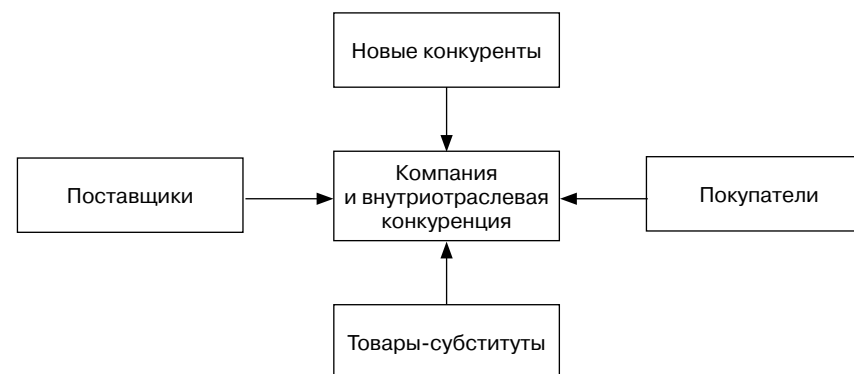 Новые конкуренты
Поставщики
Компания
и внутриотраслевая
конкуренция
Покупатели
Товары-субституты